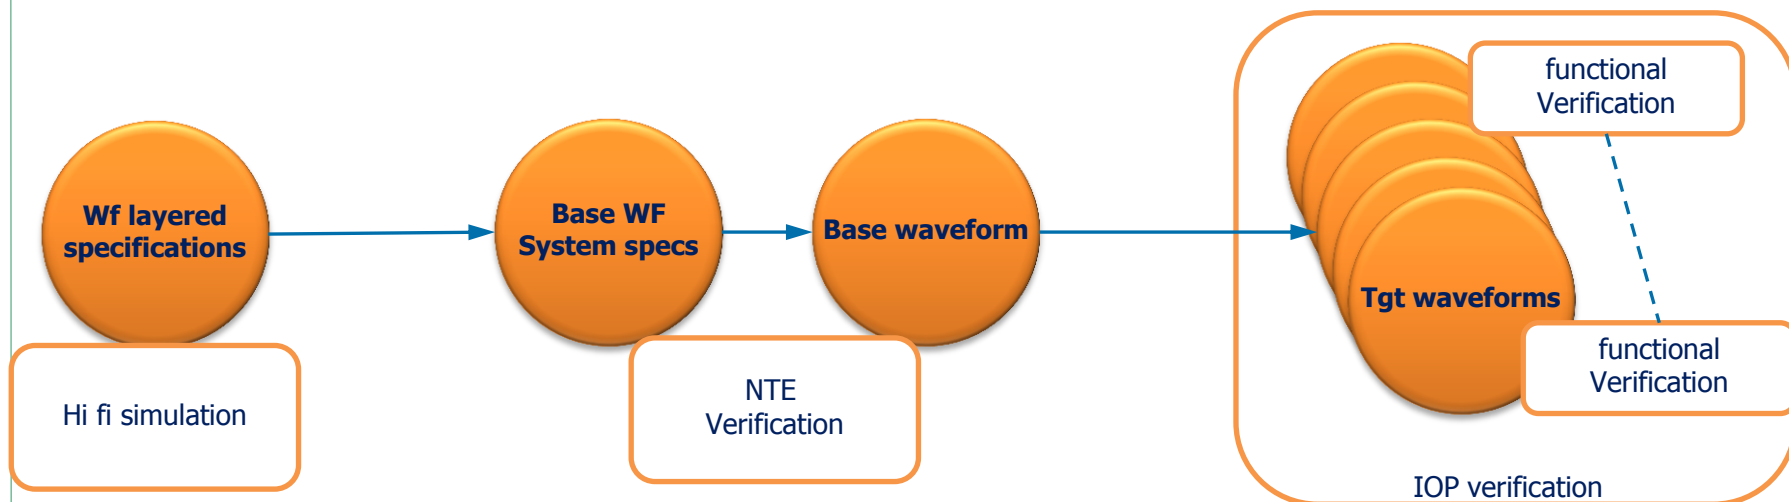 Wf layered
specifications
Hi fi simulation
Base WF
System specs
NTE
Verification
Base waveform
functional
Verification
Tgt waveforms
functional
Verification
IOP verification